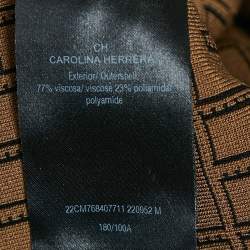 CH
CAROLINA HERRERA
Exterior/ Outershell:
77% viscosa/ viscose 23% poliamida/
polyamide
22CM768407711 220952 M
180/100A